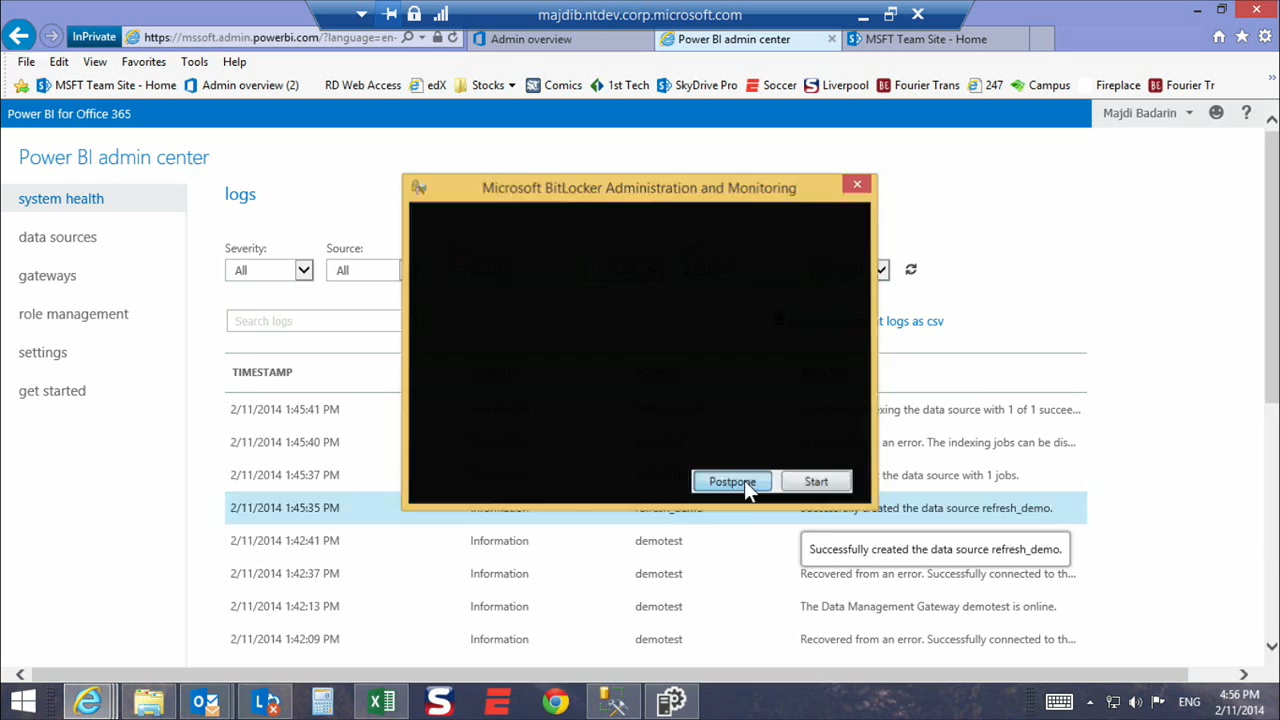 majdib.ntdev.corp.microsoft.com
InPrivate
https://mssoft.admin.powerbi.com/?language=en-
Admin overview
Power BI admin center
MSFT Team Site - Home
File Edit View Favorites Tools Help
MSFT Team Site - Home Admin overview (2) RD Web Access edX Stocks Comics 1st Tech SkyDrive Pro Soccer Liverpool Fourier Trans 247 Campus Fireplace Fourier Tr
Power BI for Office 365
Majdi Badarin
?
Power BI admin center
system health
data sources
gateways
role management
settings
get started
logs
Severity:
Source:
All
All
Search logs
t logs as csv
Microsoft BitLocker Administration and Monitoring
Postpone
Start
TIMESTAMP
2/11/2014 1:45:41 PM exing the data source with 1 of 1 succee...
2/11/2014 1:45:40 PM an error. The indexing jobs can be dis...
2/11/2014 1:45:37 PM the data source with 1 jobs.
2/11/2014 1:45:35 PM refresh_demo Successfully created the data source refresh_demo.
2/11/2014 1:42:41 PM Information demotest
Successfully created the data source refresh_demo.
2/11/2014 1:42:37 PM Information demotest Recovered from an error. Successfully connected to th...
2/11/2014 1:42:13 PM Information demotest The Data Management Gateway demotest is online.
2/11/2014 1:42:09 PM Information demotest Recovered from an error. Successfully connected to th...
ENG
4:56 PM
2/11/2014